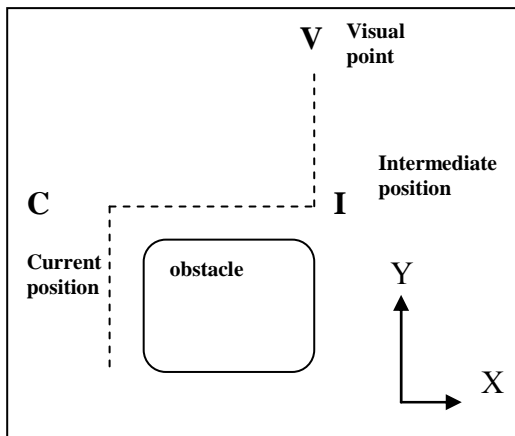 V
Visual
point
Intermediate
position
C
I
Current
position
obstacle
Y
X